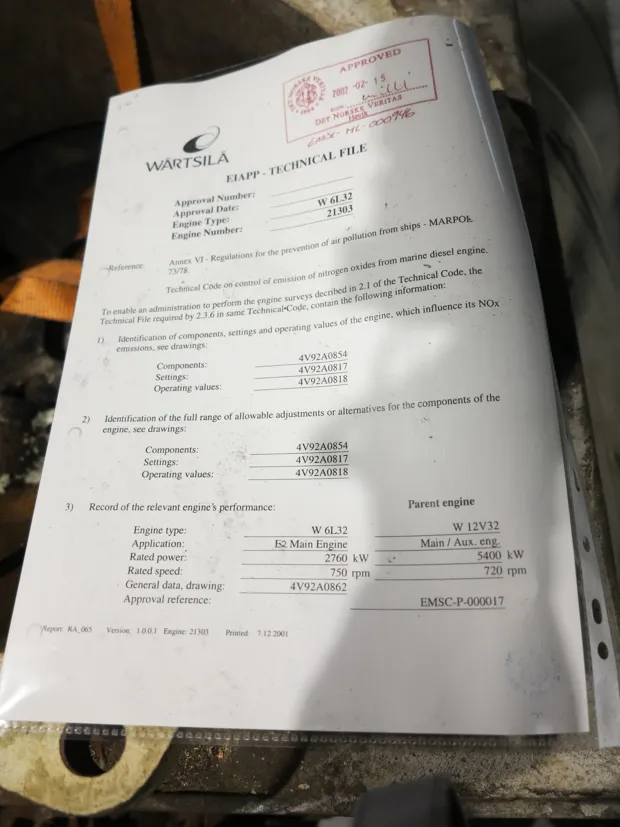 APPROVED
DET NORSKE VERITAS
WÄRTSILÄ
EIAPP - TECHNICAL FILE
Approval Number:
Approval Date:
Engine Type: W 6L32
Engine Number: 21303
Reference: Annex VI - Regulations for the prevention of air pollution from ships - MARPOL
73/78.
Technical Code on control of emission of nitrogen oxides from marine diesel engine.
To enable an administration to perform the engine surveys decribed in 2.1 of the Technical Code, the
Technical File required by 2.3.6 in same Technical Code, contain the following information:
1) Identification of components, settings and operating values of the engine, which influence its NOx
emissions, see drawings:
Components: 4V92A0854
Settings: 4V92A0817
Operating values: 4V92A0818
2) Identification of the full range of allowable adjustments or alternatives for the components of the
engine, see drawings:
Components: 4V92A0854
Settings: 4V92A0817
Operating values: 4V92A0818
3) Record of the relevant engine's performance: Parent engine
Engine type: W 6L32 W 12V32
Application: E2 Main Engine Main / Aux. eng.
Rated power: 2760 kW 5400 kW
Rated speed: 750 rpm 720 rpm
General data, drawing: 4V92A0862
Approval reference: EMSC-P-000017
Report: RA_065 Version: 1.0.0.1 Engine: 21303 Printed: 7.12.2001